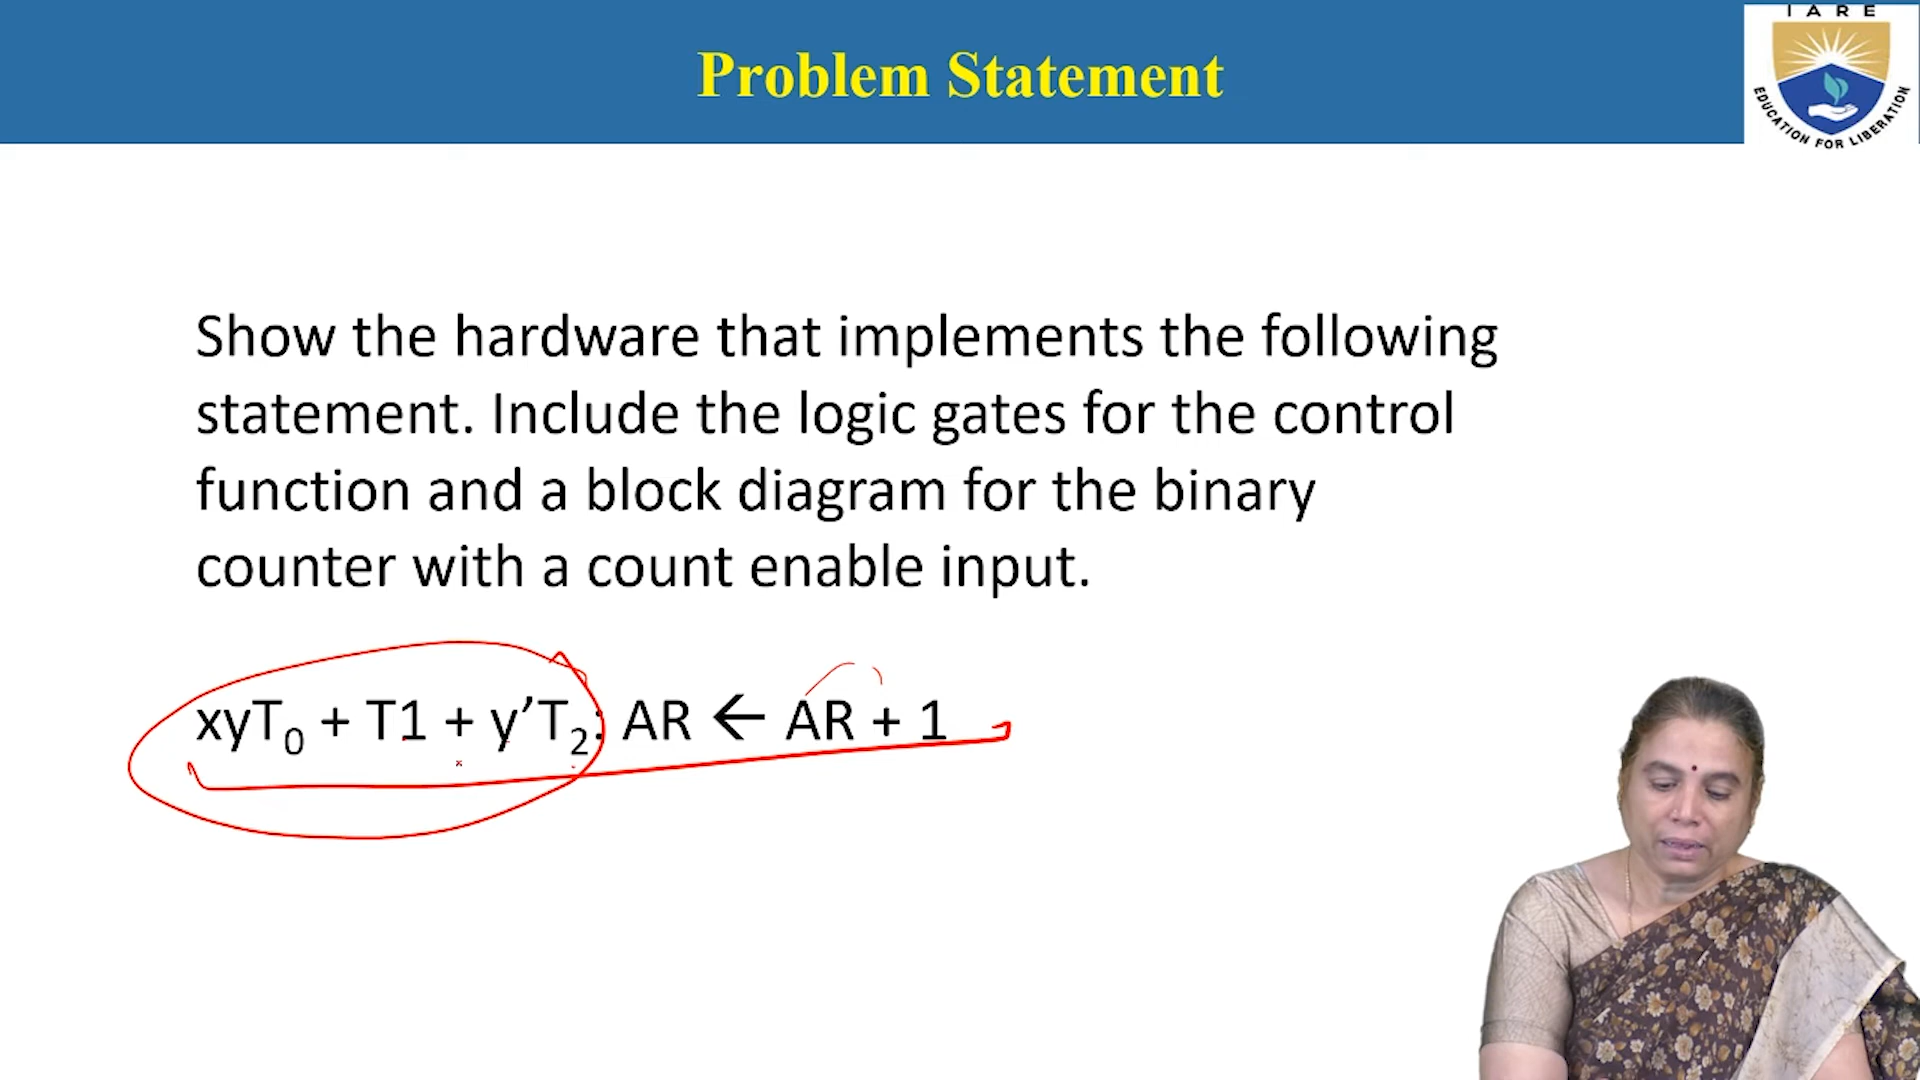 I A R E
Problem Statement
EDUCATION FOR LIBERATION
Show the hardware that implements the following
statement. Include the logic gates for the control
function and a block diagram for the binary
counter with a count enable input.
xyT₀ + T1 + y’T₂: AR ← AR + 1